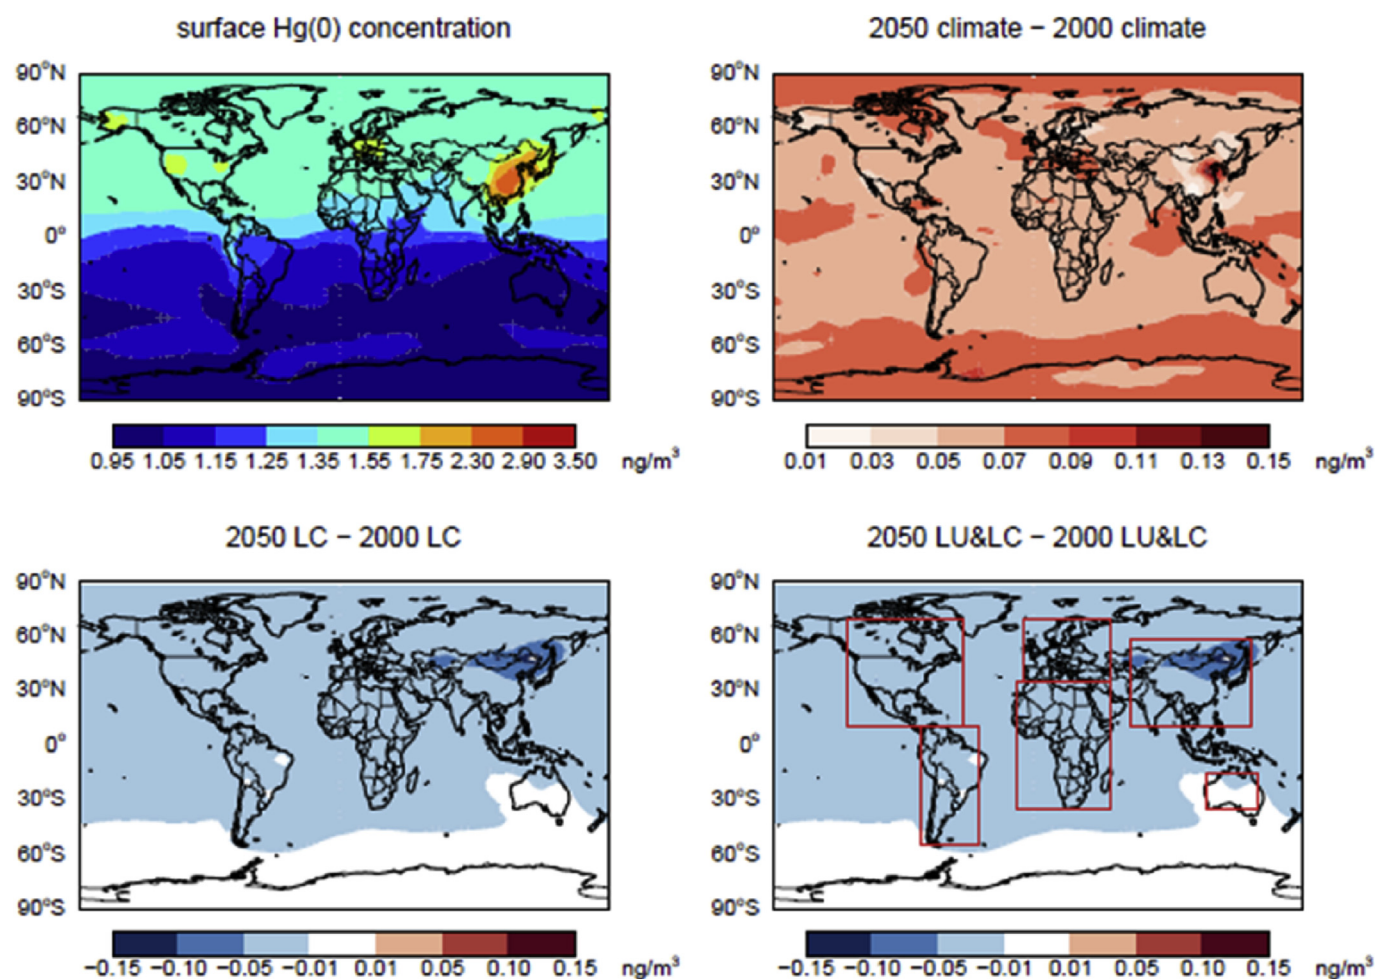 surface Hg(0) concentration
90°N
60°N
30°N
0°
30°S
60°S
90°S
0.95 1.05 1.15 1.25 1.35 1.55 1.75 2.30 2.90 3.50 ng/m³
2050 climate − 2000 climate
90°N
60°N
30°N
0°
30°S
60°S
90°S
0.01 0.03 0.05 0.07 0.09 0.11 0.13 0.15 ng/m³
2050 LC − 2000 LC
90°N
60°N
30°N
0°
30°S
60°S
90°S
−0.15 −0.10 −0.05 −0.01 0.01 0.05 0.10 0.15 ng/m³
2050 LU&LC − 2000 LU&LC
90°N
60°N
30°N
0°
30°S
60°S
90°S
−0.15 −0.10 −0.05 −0.01 0.01 0.05 0.10 0.15 ng/m³